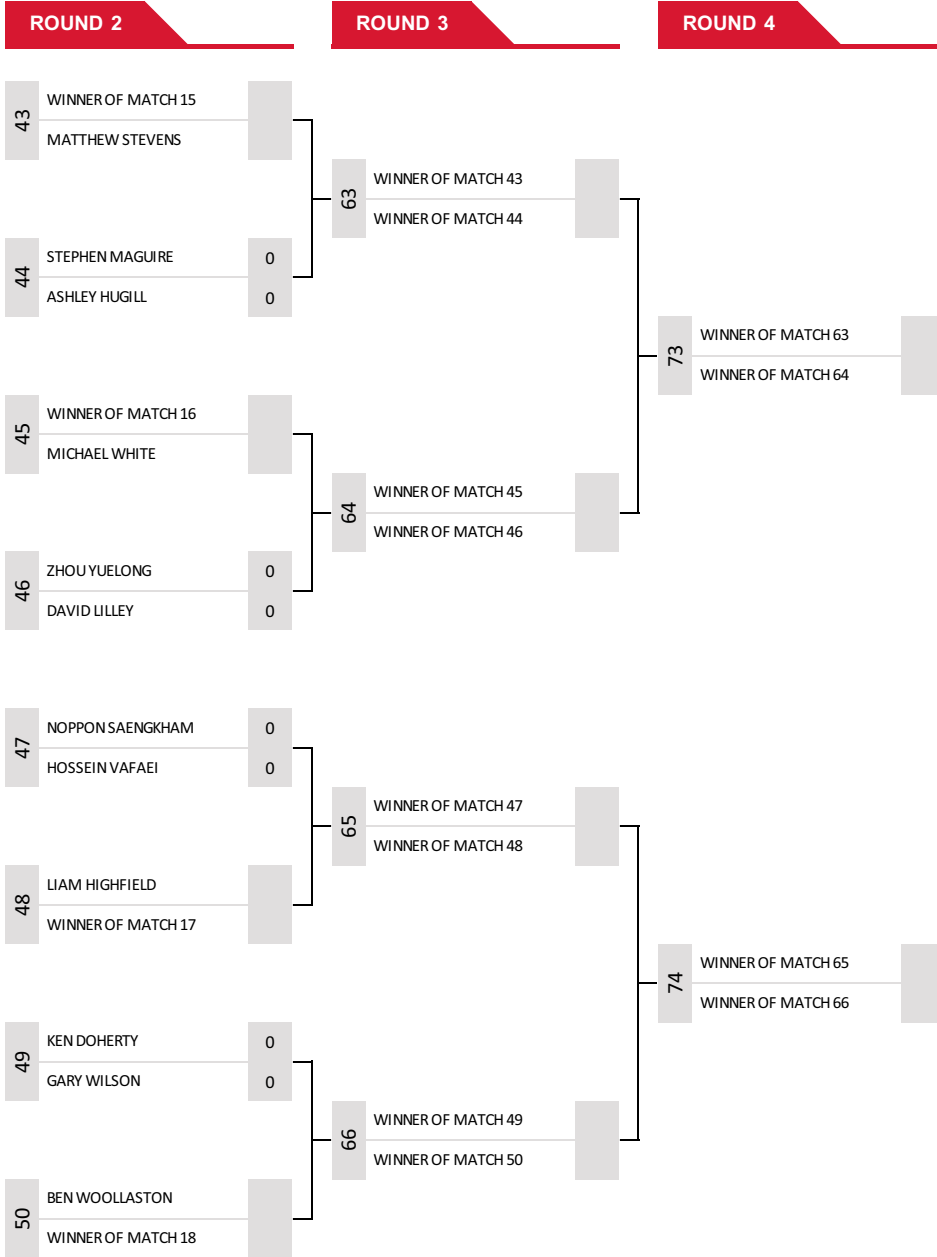 ROUND 2
ROUND 3
ROUND 4
43
WINNER OF MATCH 15
MATTHEW STEVENS
44
STEPHEN MAGUIRE 0
ASHLEY HUGILL 0
45
WINNER OF MATCH 16
MICHAEL WHITE
46
ZHOU YUELONG 0
DAVID LILLEY 0
47
NOPPON SAENGKHAM 0
HOSSEIN VAFAEI 0
48
LIAM HIGHFIELD
WINNER OF MATCH 17
49
KEN DOHERTY 0
GARY WILSON 0
50
BEN WOOLLASTON
WINNER OF MATCH 18
63
WINNER OF MATCH 43
WINNER OF MATCH 44
64
WINNER OF MATCH 45
WINNER OF MATCH 46
65
WINNER OF MATCH 47
WINNER OF MATCH 48
66
WINNER OF MATCH 49
WINNER OF MATCH 50
73
WINNER OF MATCH 63
WINNER OF MATCH 64
74
WINNER OF MATCH 65
WINNER OF MATCH 66